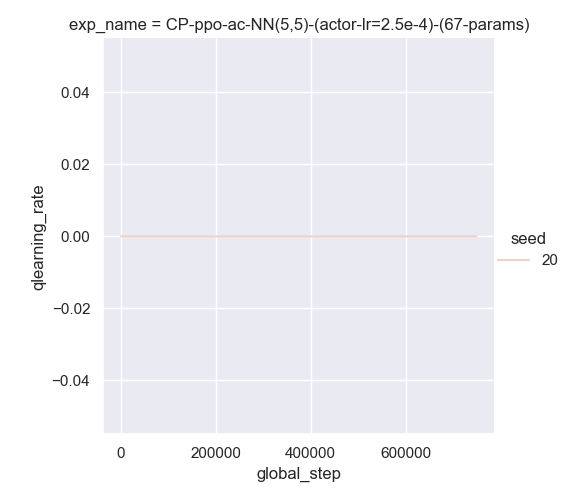 exp_name = CP-ppo-ac-NN(5,5)-(actor-lr=2.5e-4)-(67-params)
0.04
0.02
0.00
−0.02
−0.04
qlearning_rate
seed
20
0 200000 400000 600000
global_step